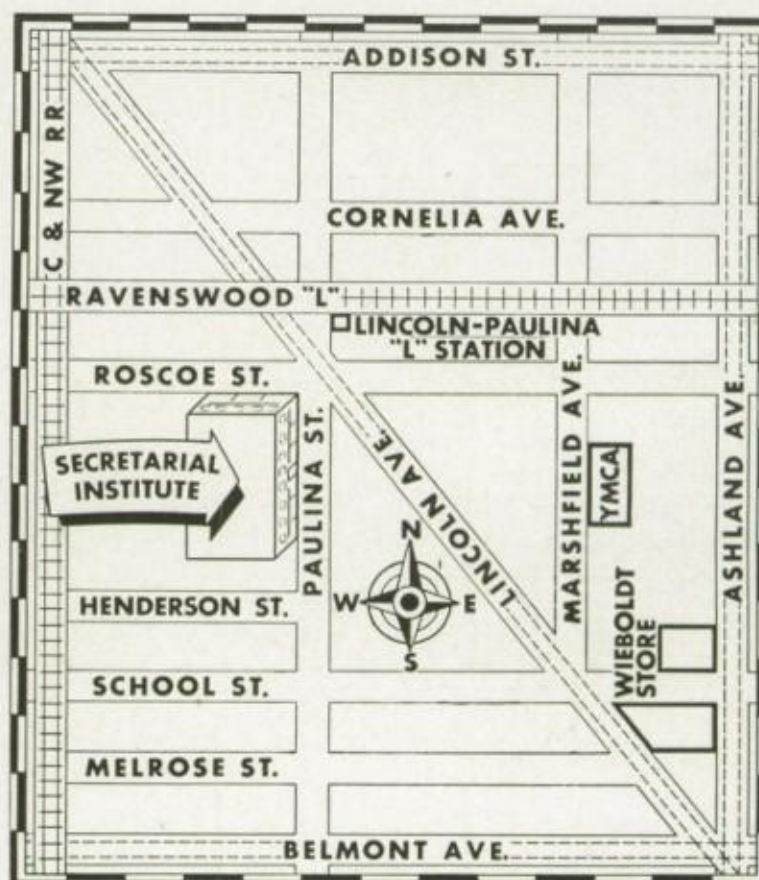 ADDISON ST.
C & NW RR
CORNELIA AVE.
RAVENSWOOD "L"
LINCOLN-PAULINA
"L" STATION
ROSCOE ST.
SECRETARIAL
INSTITUTE
PAULINA ST.
LINCOLN AVE.
LINCOLN
MARSHFIELD AVE.
YMCA
ASHLAND AVE.
N
W
E
S
HENDERSON ST.
WIEBOLDT
STORE
SCHOOL ST.
MELROSE ST.
BELMONT AVE.